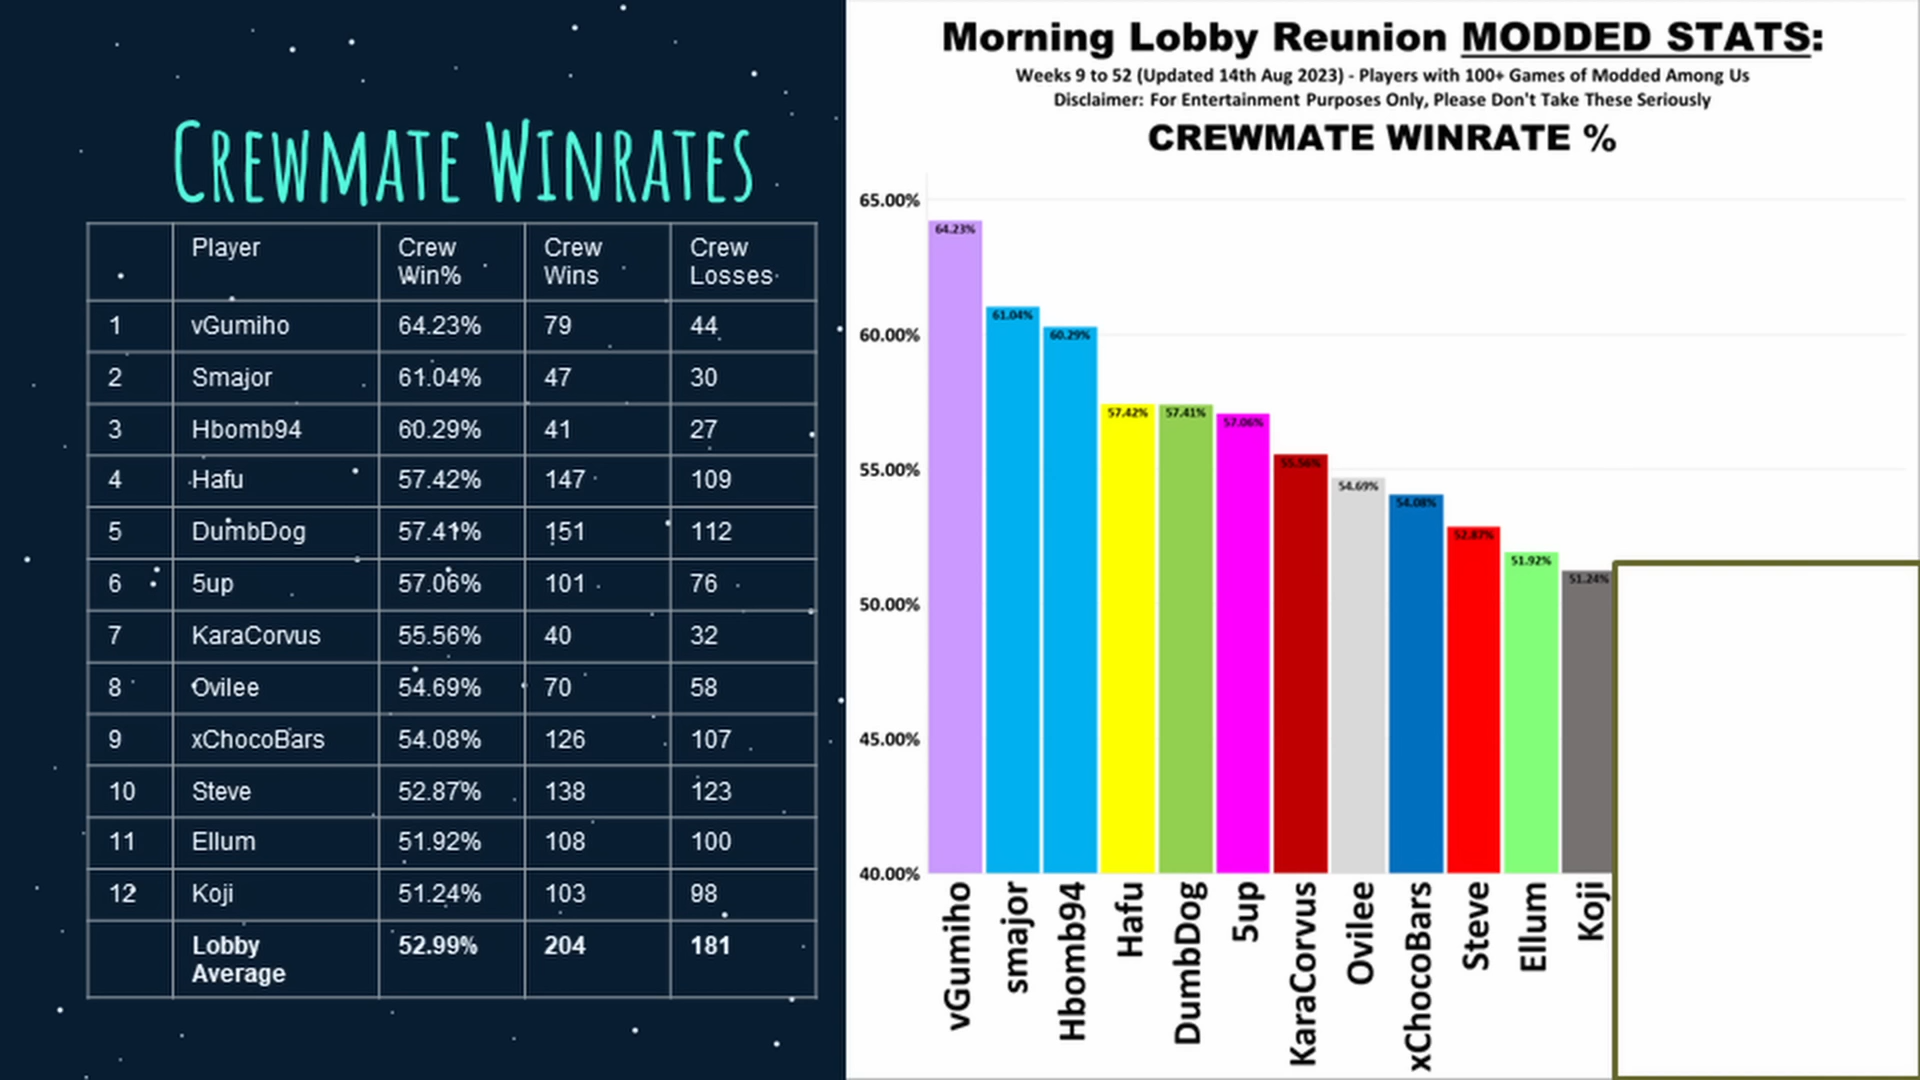 Crewmate Winrates
Player Crew Win% Crew Wins Crew Losses
1 vGumiho 64.23% 79 44
2 Smajor 61.04% 47 30
3 Hbomb94 60.29% 41 27
4 Hafu 57.42% 147 109
5 DumbDog 57.41% 151 112
6 5up 57.06% 101 76
7 KaraCorvus 55.56% 40 32
8 Ovilee 54.69% 70 58
9 xChocoBars 54.08% 126 107
10 Steve 52.87% 138 123
11 Ellum 51.92% 108 100
12 Koji 51.24% 103 98
Lobby Average 52.99% 204 181
Morning Lobby Reunion MODDED STATS:
Weeks 9 to 52 (Updated 14th Aug 2023) - Players with 100+ Games of Modded Among Us
Disclaimer: For Entertainment Purposes Only, Please Don't Take These Seriously
CREWMATE WINRATE %
65.00%
60.00%
55.00%
50.00%
45.00%
40.00%
64.23%
61.04%
60.29%
57.42%
57.41%
57.06%
55.56%
54.69%
54.08%
52.87%
51.92%
51.24%
vGumiho
smajor
Hbomb94
Hafu
DumbDog
5up
KaraCorvus
Ovilee
xChocoBars
Steve
Ellum
Koji